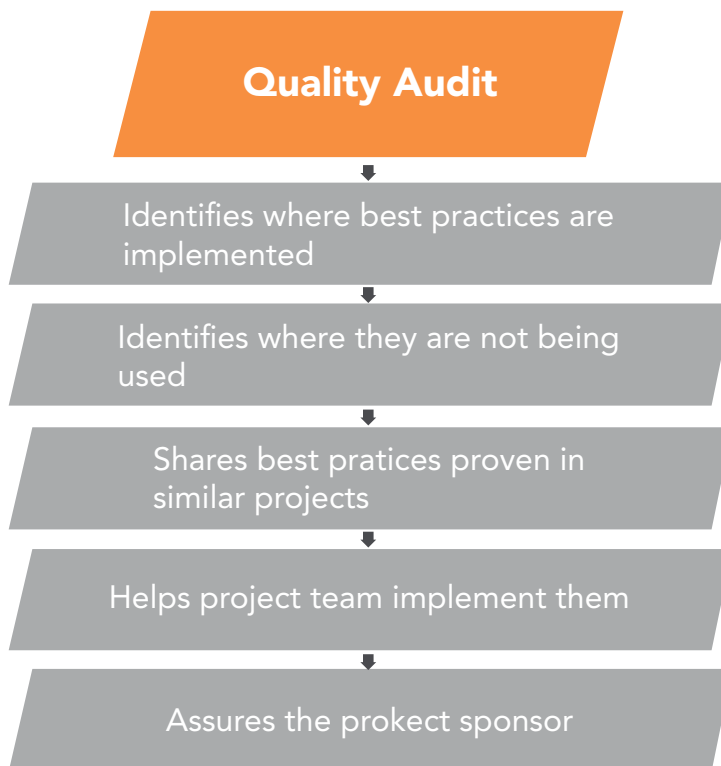 Quality Audit
Identifies where best practices are
implemented
Identifies where they are not being
used
Shares best pratices proven in
similar projects
Helps project team implement them
Assures the prokect sponsor